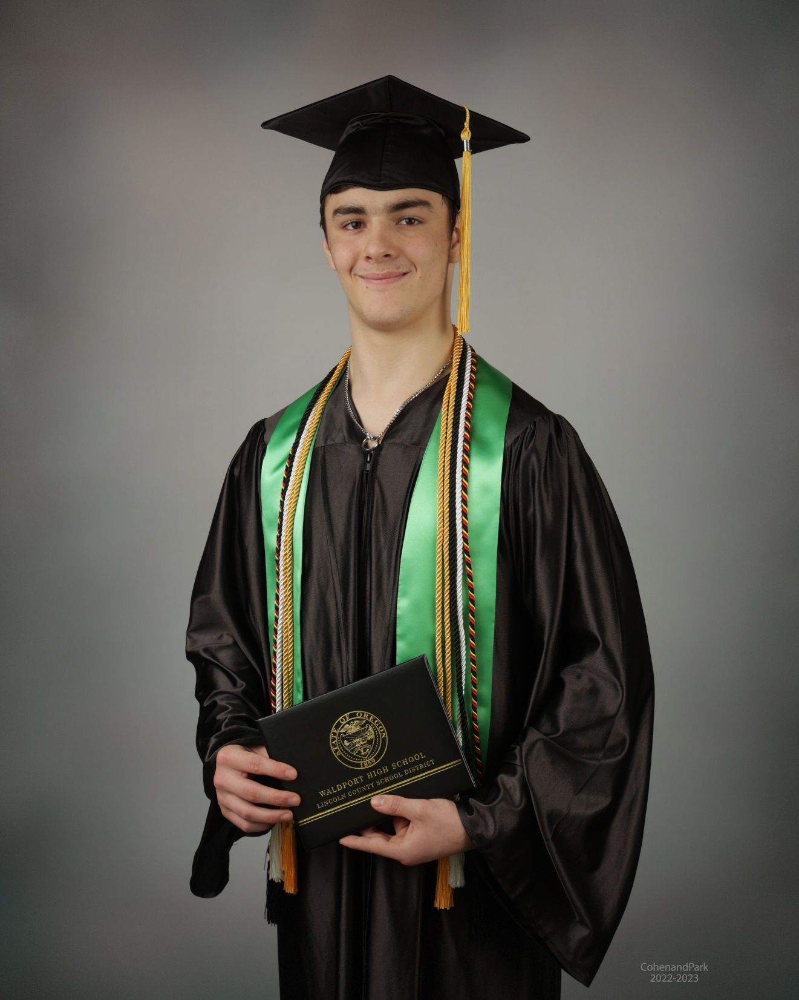 STATE OF OREGON
1859
WALDPORT HIGH SCHOOL
LINCOLN COUNTY SCHOOL DISTRICT
CohenandPark
2022-2023